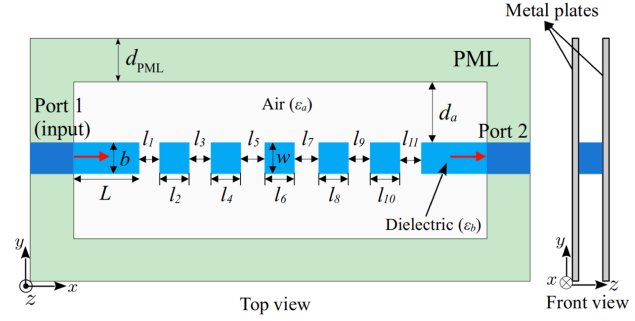 Metal plates
d_PML
PML
Air (ε_a)
d_a
Port 1
(input)
Port 2
l_1
l_3
l_5
l_7
l_9
l_11
b
w
L
l_2
l_4
l_6
l_8
l_10
Dielectric (ε_b)
y
z
x
Top view
y
x
z
Front view